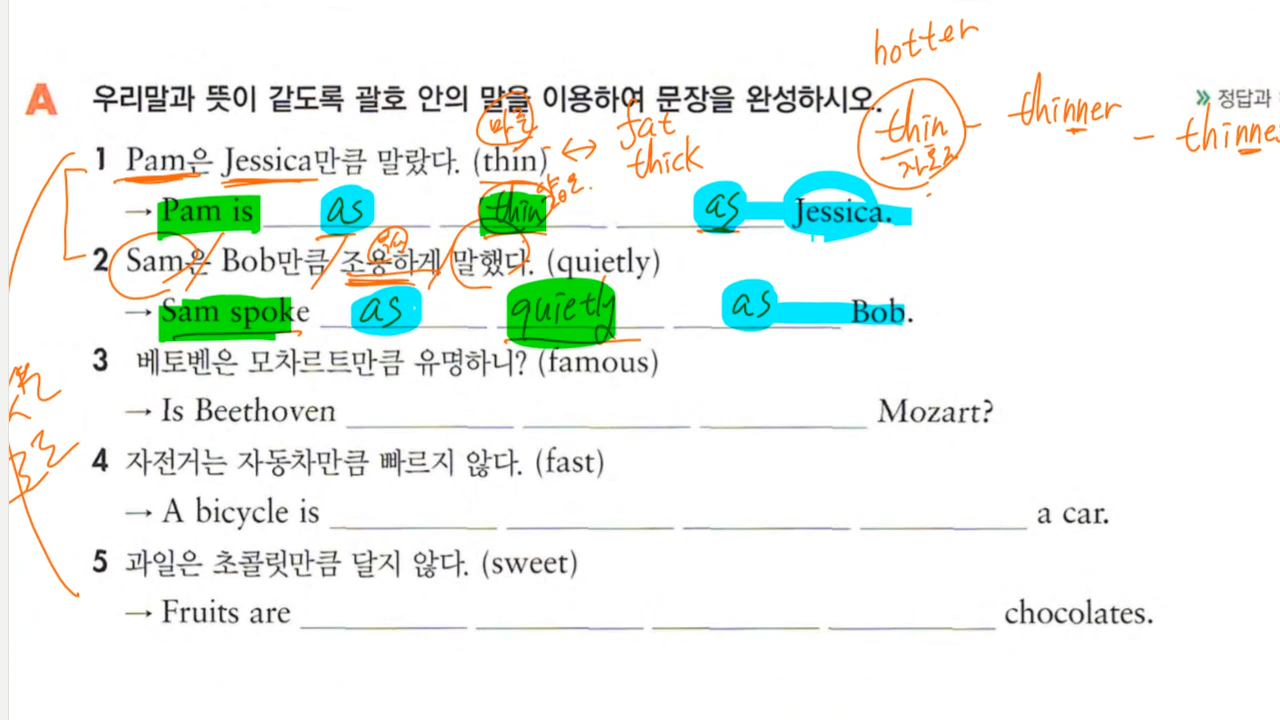 hotter
A 우리말과 뜻이 같도록 괄호 안의 말을 이용하여 문장을 완성하시오.
» 정답과
마른 ↔ fat
thick
thin - thinner - thinne
1 Pam은 Jessica만큼 말랐다. (thin)
얇은.
→ Pam is as thin as Jessica.
2 Sam은 Bob만큼 조용하게 말했다. (quietly)
→ Sam spoke as quietly as Bob.
3 베토벤은 모차르트만큼 유명하니? (famous)
→ Is Beethoven Mozart?
4 자전거는 자동차만큼 빠르지 않다. (fast)
→ A bicycle is a car.
5 과일은 초콜릿만큼 달지 않다. (sweet)
→ Fruits are chocolates.